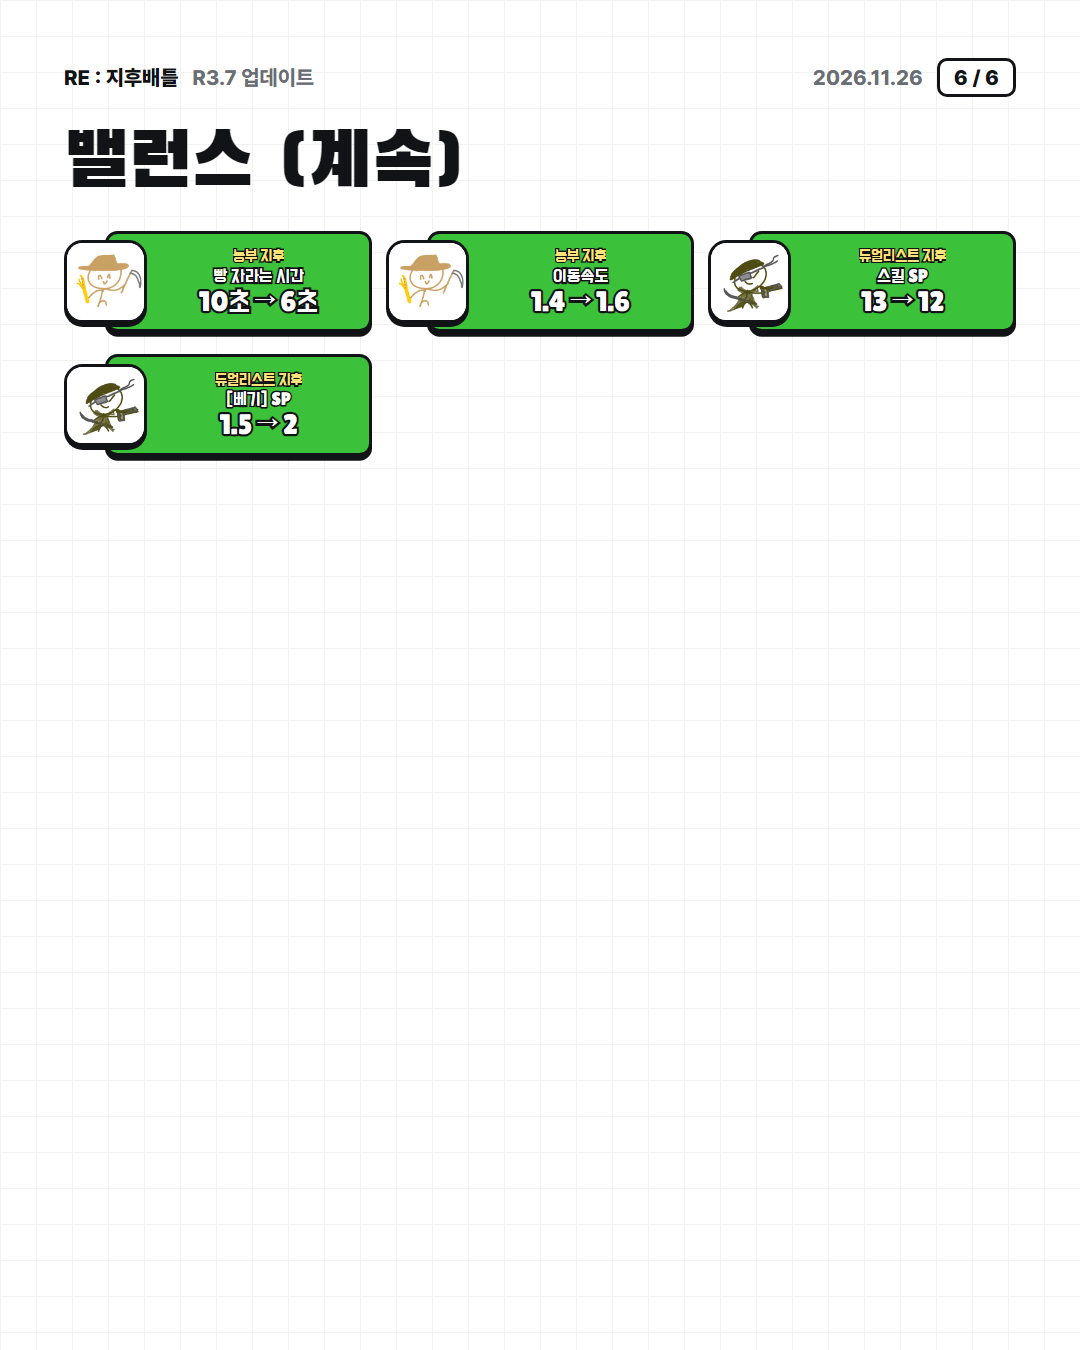 RE : 지후배틀 R3.7 업데이트
2026.11.26 6 / 6
밸런스 (계속)
농부 지후
빵 자라는 시간
10초→6초
농부 지후
이동속도
1.4→1.6
듀얼리스트 지후
스킬 SP
13→12
듀얼리스트 지후
[베기] SP
1.5→2